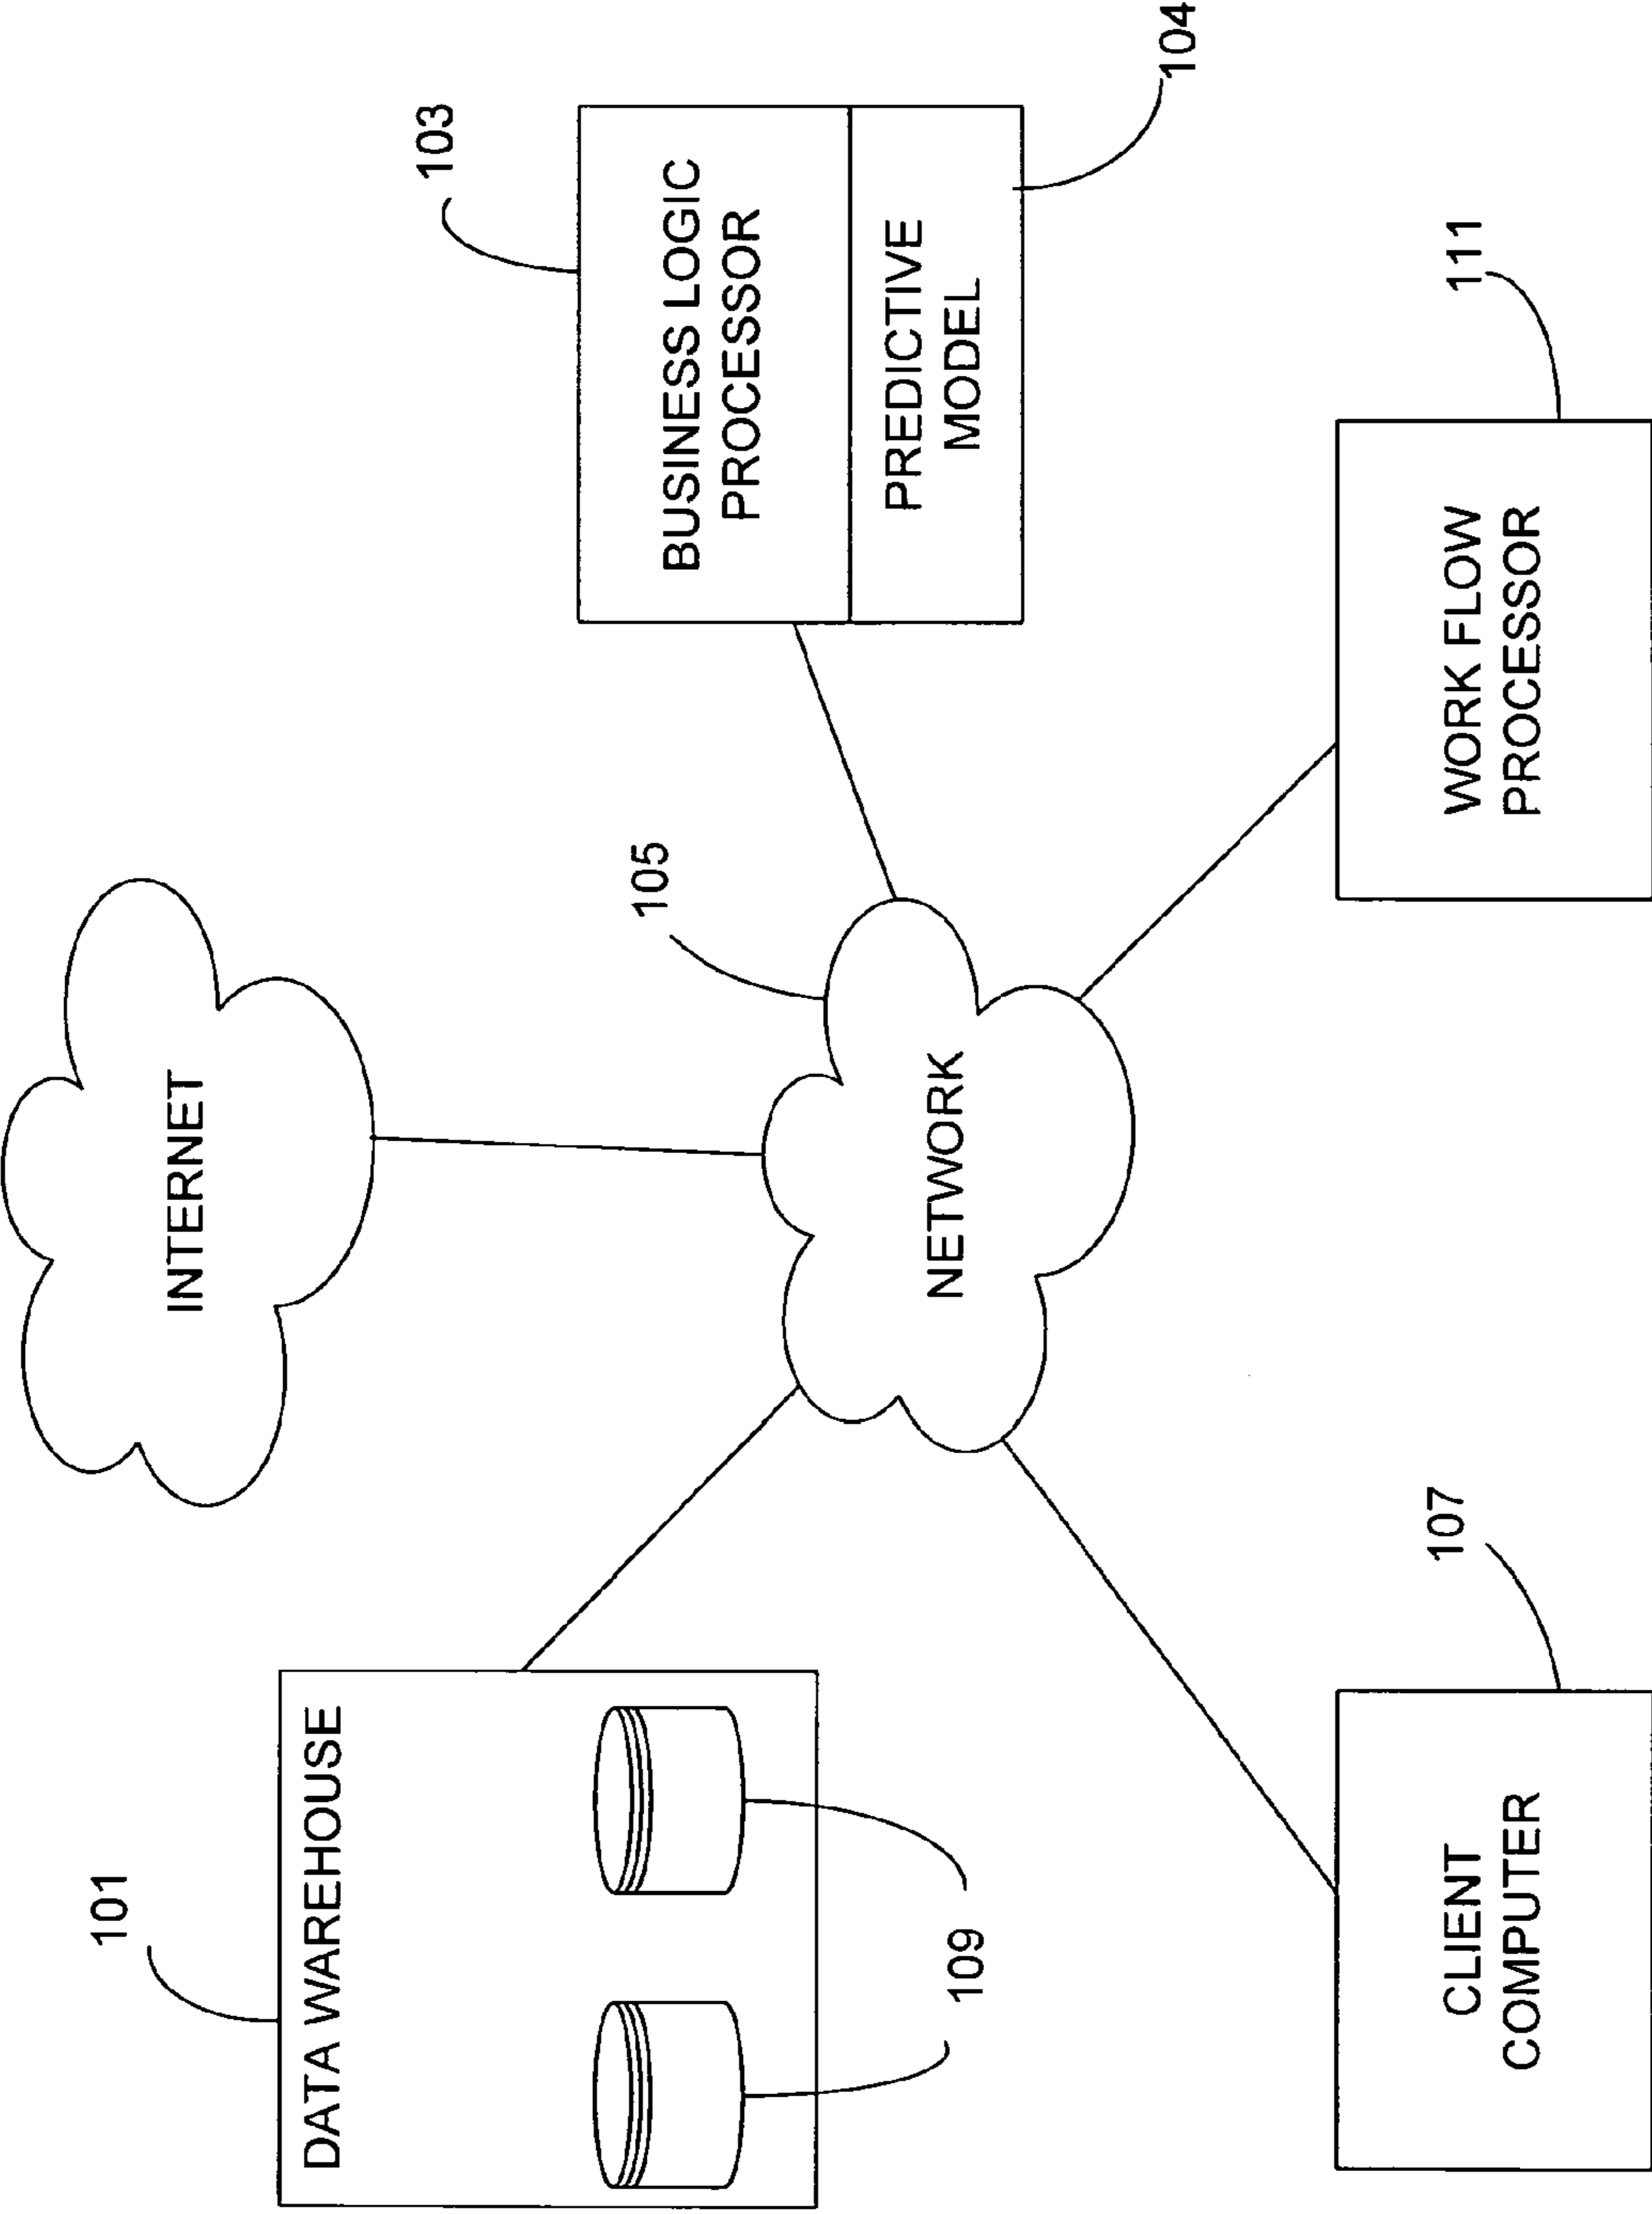 INTERNET
101
DATA WAREHOUSE
109
105
NETWORK
103
BUSINESS LOGIC
PROCESSOR
PREDICTIVE
MODEL
104
107
CLIENT
COMPUTER
111
WORK FLOW
PROCESSOR